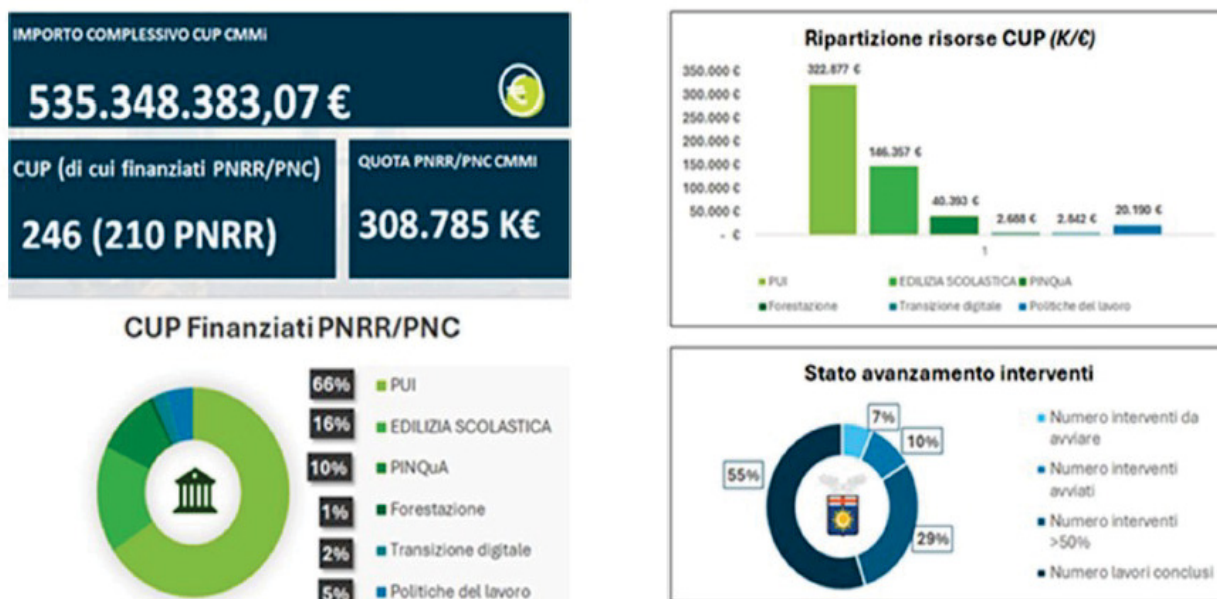 IMPORTO COMPLESSIVO CUP CMMi
535.348.383,07 €
CUP (di cui finanziati PNRR/PNC)
246 (210 PNRR)
QUOTA PNRR/PNC CMMI
308.785 K€
CUP Finanziati PNRR/PNC
66%
PUI
16%
EDILIZIA SCOLASTICA
10%
PINQuA
1%
Forestazione
2%
Transizione digitale
5%
Politiche del lavoro
Ripartizione risorse CUP (K/€)
350.000 €
300.000 €
250.000 €
200.000 €
150.000 €
100.000 €
50.000 €
- €
322.877 €
146.357 €
40.393 €
2.688 €
2.842 €
20.190 €
1
PUI
EDILIZIA SCOLASTICA
PINQuA
Forestazione
Transizione digitale
Politiche del lavoro
Stato avanzamento interventi
7%
10%
29%
55%
Numero interventi da
avviare
Numero interventi
avviati
Numero interventi
>50%
Numero lavori conclusi